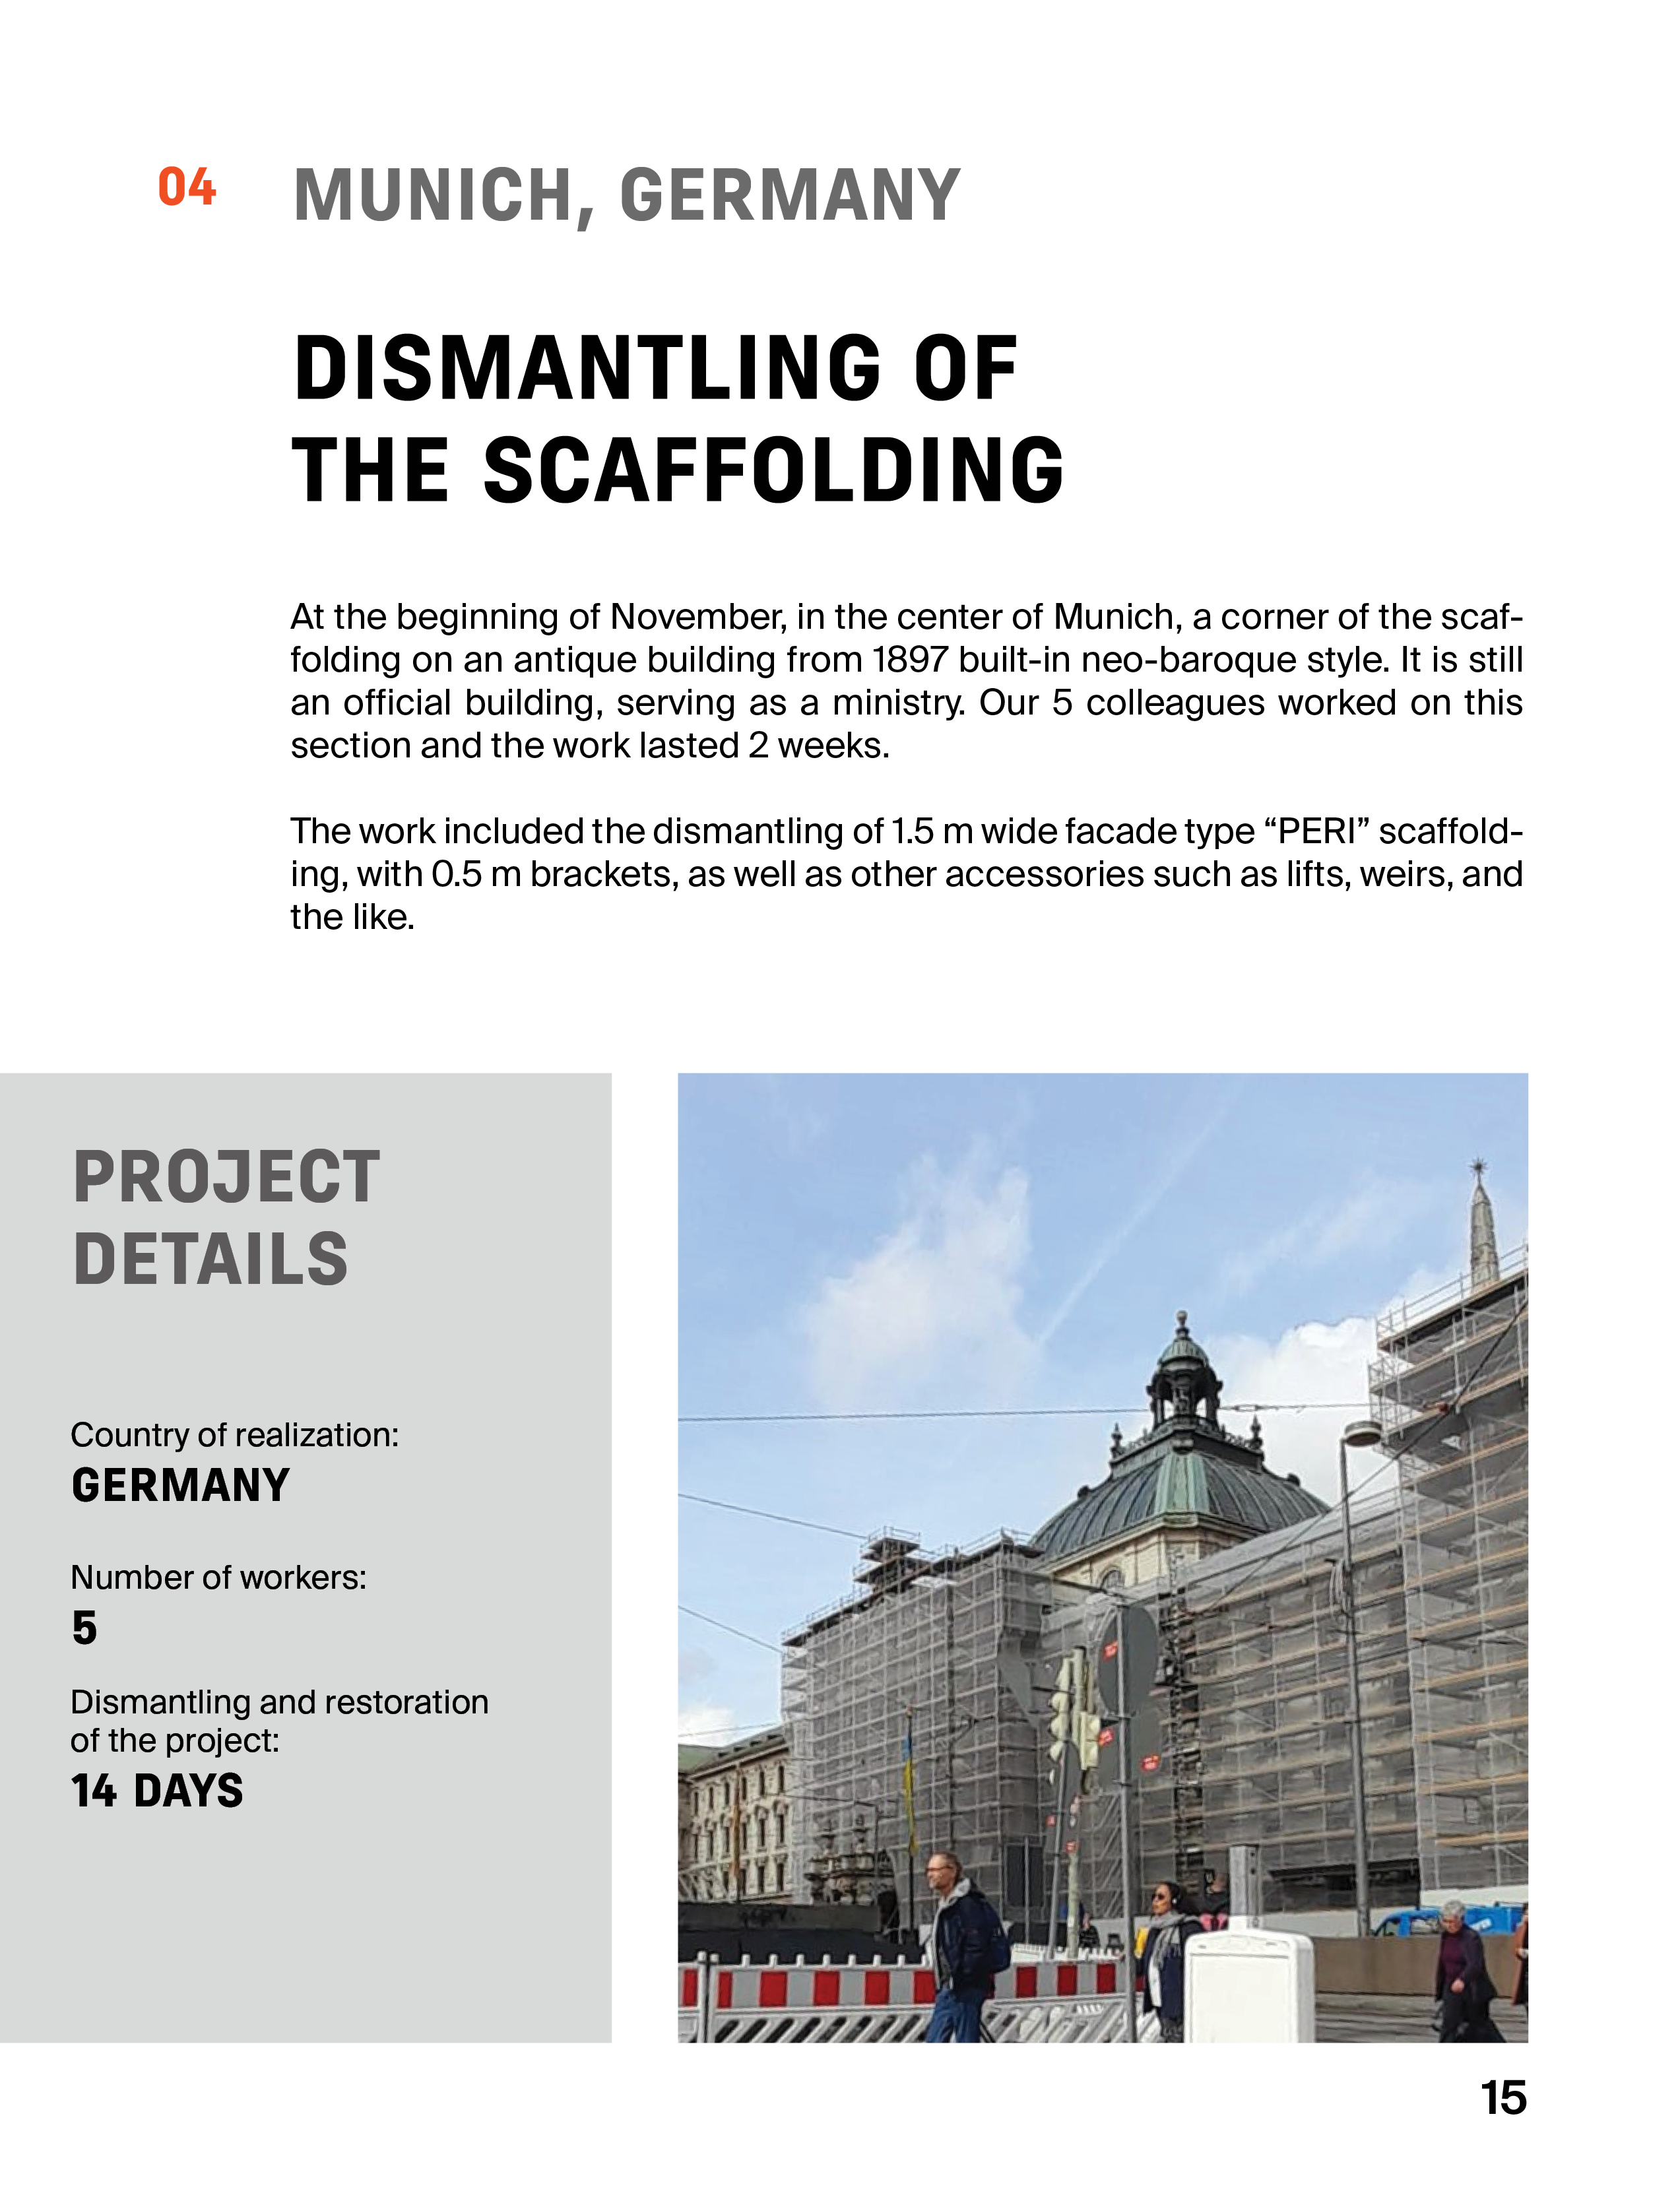 04
MUNICH, GERMANY
DISMANTLING OF
THE SCAFFOLDING
At the beginning of November, in the center of Munich, a corner of the scaf-
folding on an antique building from 1897 built-in neo-baroque style. It is still
an official building, serving as a ministry. Our 5 colleagues worked on this
section and the work lasted 2 weeks.
The work included the dismantling of 1.5 m wide facade type “PERI” scaffold-
ing, with 0.5 m brackets, as well as other accessories such as lifts, weirs, and
the like.
PROJECT
DETAILS
Country of realization:
GERMANY
Number of workers:
5
Dismantling and restoration
of the project:
14 DAYS
15